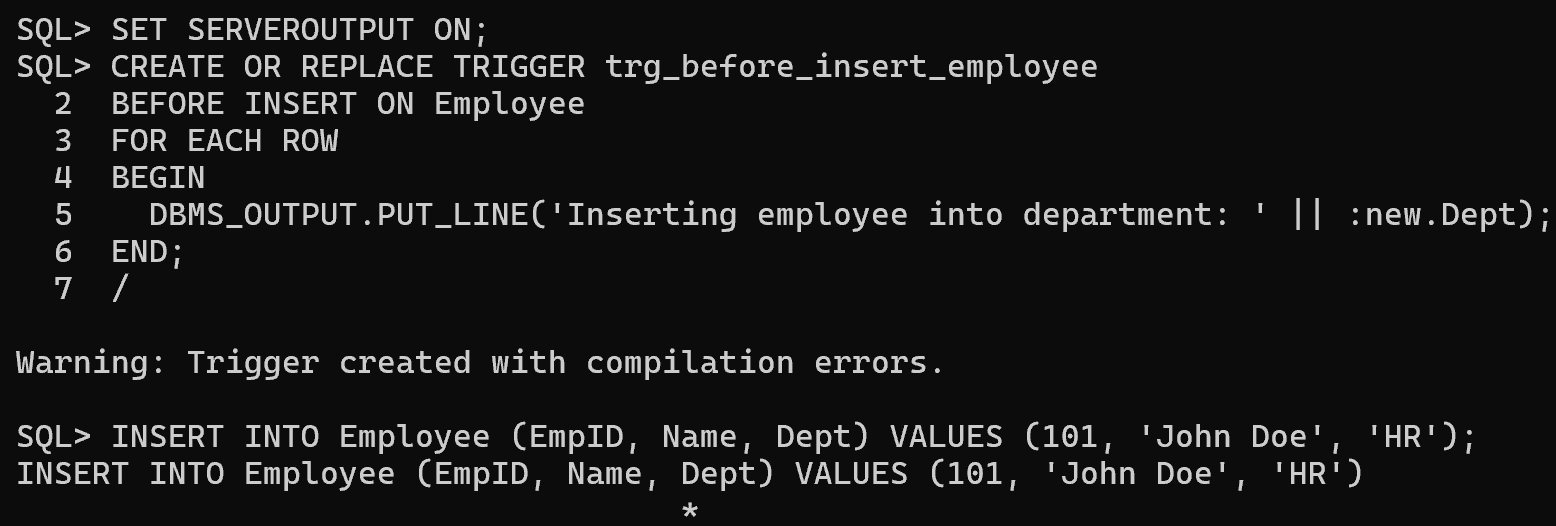 SQL> SET SERVEROUTPUT ON;
SQL> CREATE OR REPLACE TRIGGER trg_before_insert_employee
  2  BEFORE INSERT ON Employee
  3  FOR EACH ROW
  4  BEGIN
  5    DBMS_OUTPUT.PUT_LINE('Inserting employee into department: ' || :new.Dept);
  6  END;
  7  /
Warning: Trigger created with compilation errors.
SQL> INSERT INTO Employee (EmpID, Name, Dept) VALUES (101, 'John Doe', 'HR');
INSERT INTO Employee (EmpID, Name, Dept) VALUES (101, 'John Doe', 'HR')
                                   *